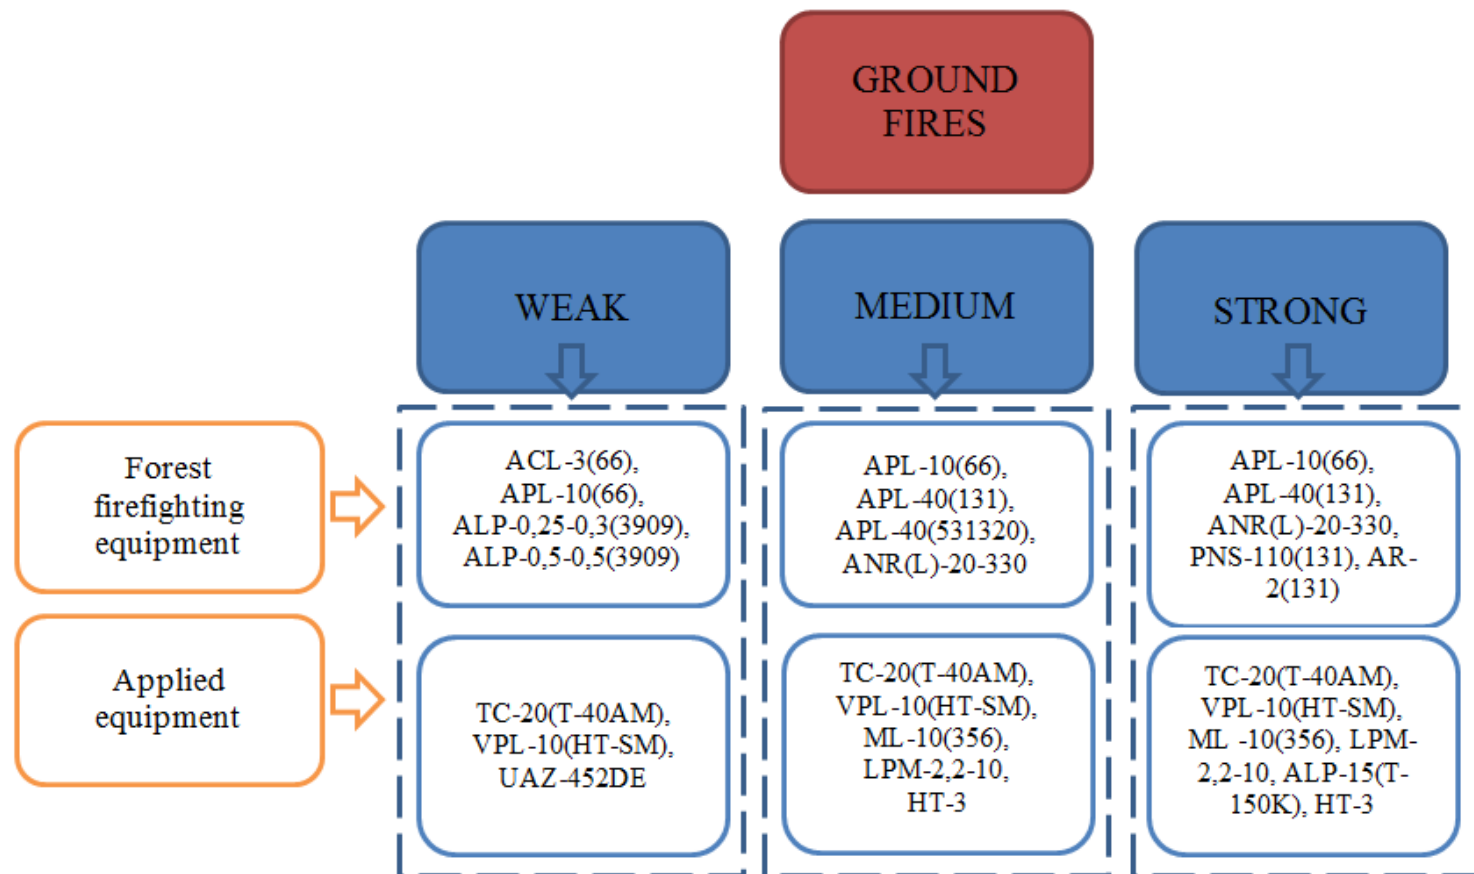 GROUND
FIRES
WEAK
MEDIUM
STRONG
Forest
firefighting
equipment
ACL-3(66),
APL-10(66),
ALP-0,25-0,3(3909),
ALP-0,5-0,5(3909)
APL-10(66),
APL-40(131),
APL-40(531320),
ANR(L)-20-330
APL-10(66),
APL-40(131),
ANR(L)-20-330,
PNS-110(131), AR-
2(131)
Applied
equipment
TC-20(T-40AM),
VPL-10(HT-SM),
UAZ-452DE
TC-20(T-40AM),
VPL-10(HT-SM),
ML-10(356),
LPM-2,2-10,
HT-3
TC-20(T-40AM),
VPL-10(HT-SM),
ML -10(356), LPM-
2,2-10, ALP-15(T-
150K), HT-3